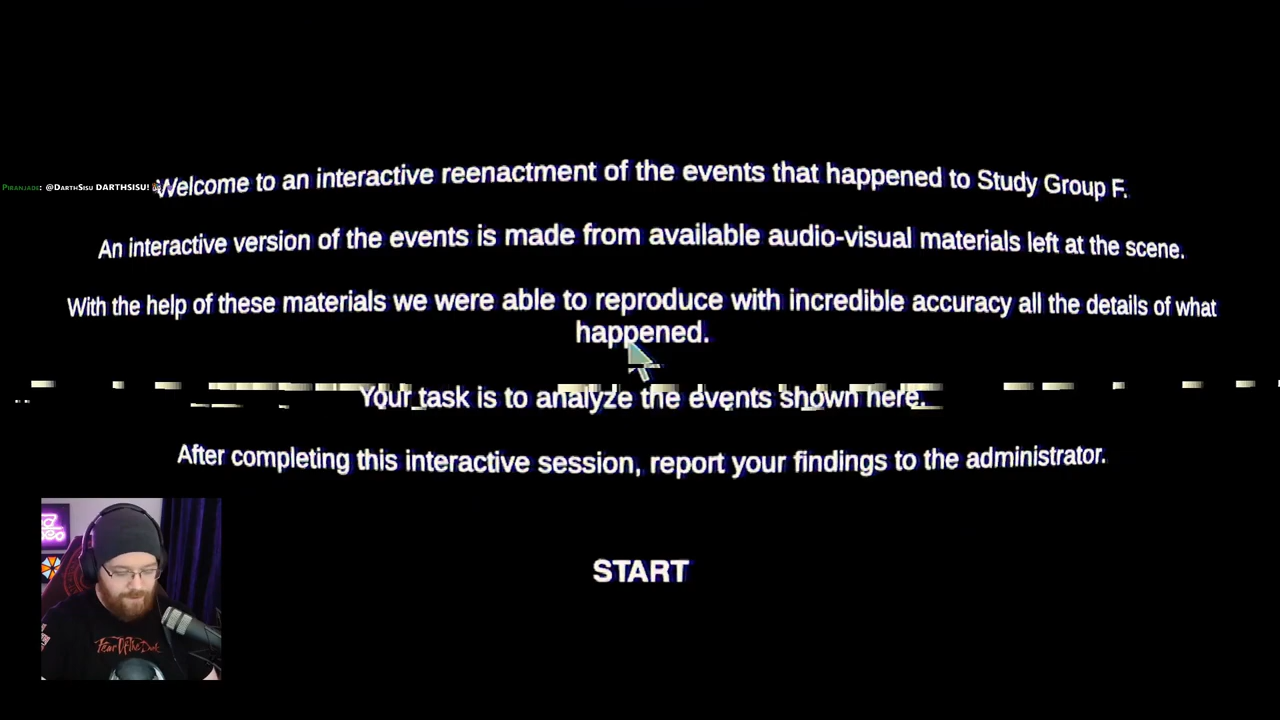 Welcome to an interactive reenactment of the events that happened to Study Group F.
Piranjade: @DarthSisu DARTHSISU!
An interactive version of the events is made from available audio-visual materials left at the scene.
With the help of these materials we were able to reproduce with incredible accuracy all the details of what
happened.
Your task is to analyze the events shown here.
After completing this interactive session, report your findings to the administrator.
START
Fear Of The Dark